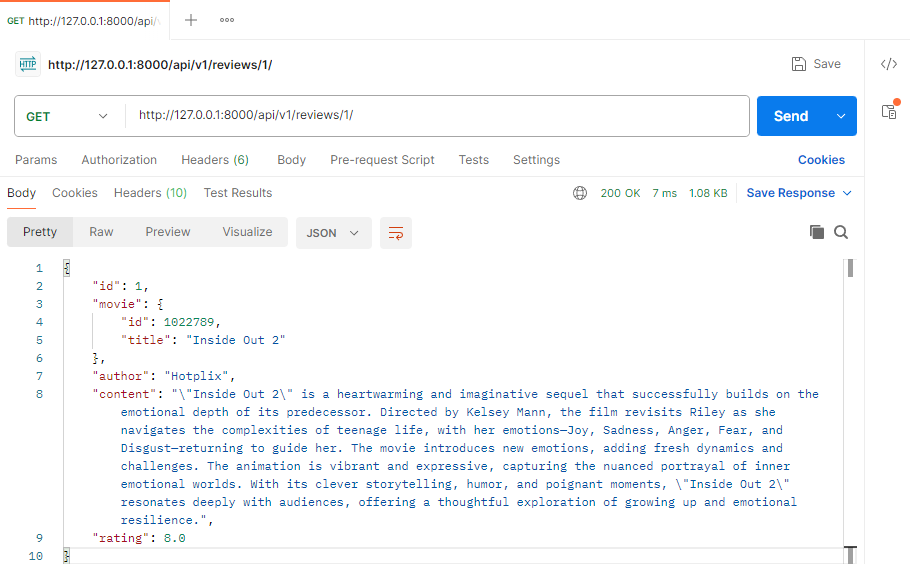 GET http://127.0.0.1:8000/api/
http://127.0.0.1:8000/api/v1/reviews/1/
Save
GET
http://127.0.0.1:8000/api/v1/reviews/1/
Send
Params Authorization Headers (6) Body Pre-request Script Tests Settings Cookies
Body Cookies Headers (10) Test Results 200 OK 7 ms 1.08 KB Save Response
Pretty Raw Preview Visualize JSON
1 {
2 "id": 1,
3 "movie": {
4 "id": 1022789,
5 "title": "Inside Out 2"
6 },
7 "author": "Hotplix",
8 "content": "\"Inside Out 2\" is a heartwarming and imaginative sequel that successfully builds on the
emotional depth of its predecessor. Directed by Kelsey Mann, the film revisits Riley as she
navigates the complexities of teenage life, with her emotions—Joy, Sadness, Anger, Fear, and
Disgust—returning to guide her. The movie introduces new emotions, adding fresh dynamics and
challenges. The animation is vibrant and expressive, capturing the nuanced portrayal of inner
emotional worlds. With its clever storytelling, humor, and poignant moments, \"Inside Out 2\"
resonates deeply with audiences, offering a thoughtful exploration of growing up and emotional
resilience.",
9 "rating": 8.0
10 }